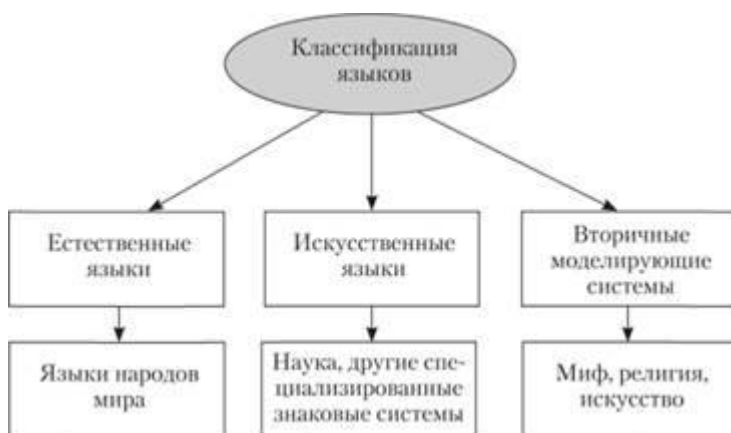 Классификация
языков
Естественные
языки
Искусственные
языки
Вторичные
моделирующие
системы
Языки народов
мира
Наука, другие спе-
циализированные
знаковые системы
Миф, религия,
искусство